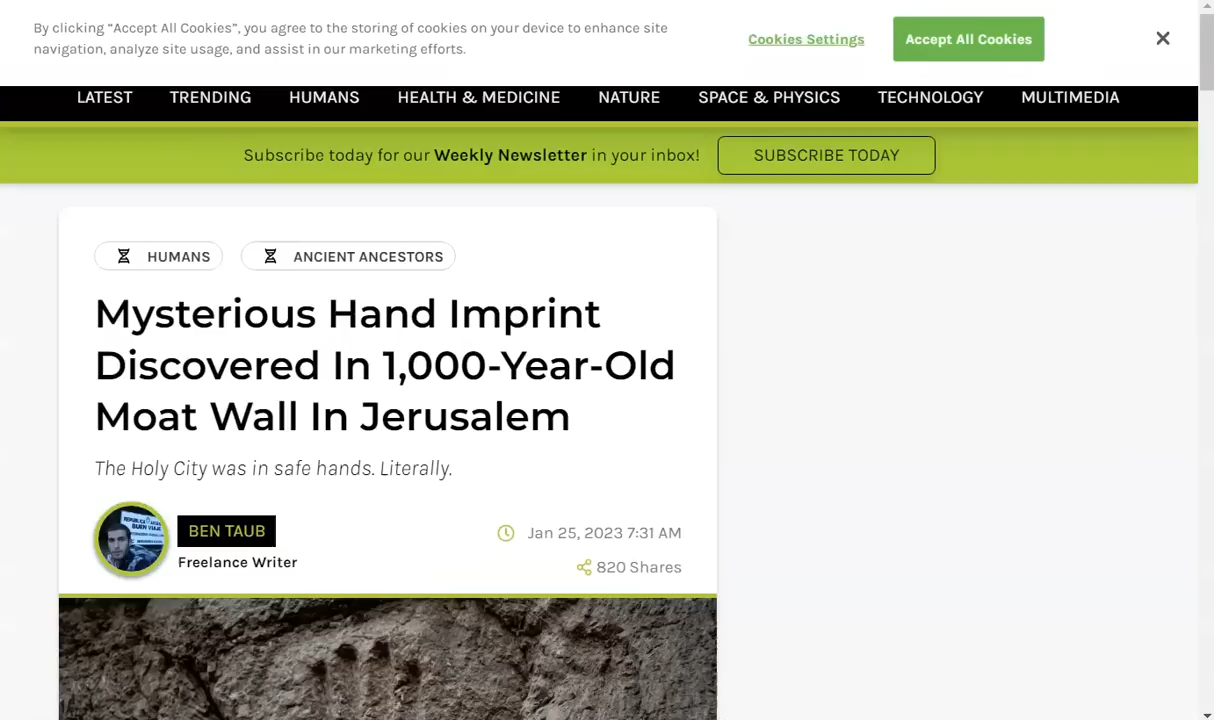 By clicking “Accept All Cookies”, you agree to the storing of cookies on your device to enhance site
navigation, analyze site usage, and assist in our marketing efforts.
Cookies Settings
Accept All Cookies
LATEST TRENDING HUMANS HEALTH & MEDICINE NATURE SPACE & PHYSICS TECHNOLOGY MULTIMEDIA
Subscribe today for our Weekly Newsletter in your inbox!
SUBSCRIBE TODAY
HUMANS
ANCIENT ANCESTORS
Mysterious Hand Imprint
Discovered In 1,000-Year-Old
Moat Wall In Jerusalem
The Holy City was in safe hands. Literally.
BEN TAUB
Freelance Writer
Jan 25, 2023 7:31 AM
820 Shares